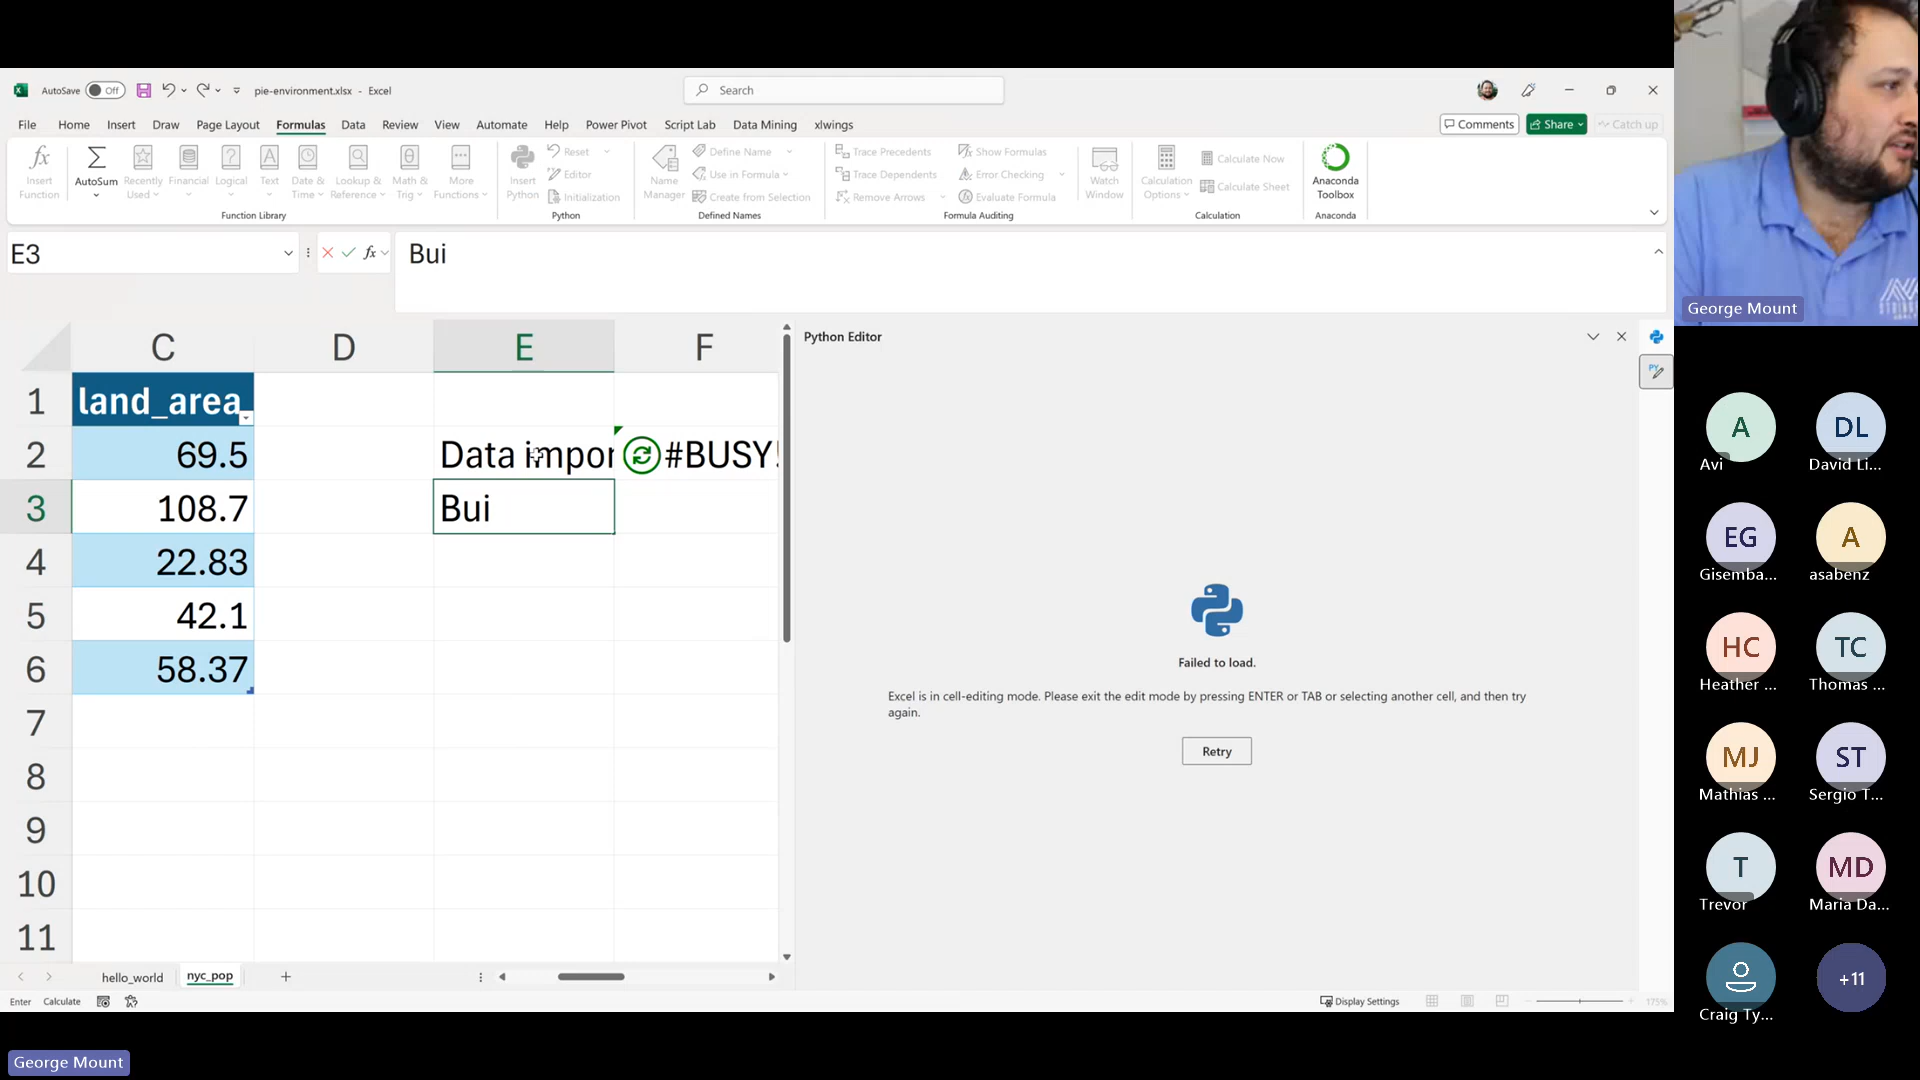 AutoSave Off pie-environment.xlsx - Excel Search
File Home Insert Draw Page Layout Formulas Data Review View Automate Help Power Pivot Script Lab Data Mining xlwings Comments Share Catch up
Insert Function
AutoSum
Recently Used
Financial
Logical
Text
Date & Time
Lookup & Reference
Math & Trig
More Functions
Function Library
Insert Python
Reset
Editor
Initialization
Python
Name Manager
Define Name
Use in Formula
Create from Selection
Defined Names
Trace Precedents
Trace Dependents
Remove Arrows
Show Formulas
Error Checking
Evaluate Formula
Formula Auditing
Watch Window
Calculation Options
Calculate Now
Calculate Sheet
Calculation
Anaconda Toolbox
Anaconda
E3 fx Bui
C D E F
1 land_area
2 69.5 Data impor #BUSY!
3 108.7 Bui
4 22.83
5 42.1
6 58.37
7
8
9
10
11
hello_world nyc_pop
Enter Calculate Display Settings 175%
Python Editor
PY
Failed to load.
Excel is in cell-editing mode. Please exit the edit mode by pressing ENTER or TAB or selecting another cell, and then try
again.
Retry
George Mount
A
Avi
DL
David Li...
EG
Gisemba...
A
asabenz
HC
Heather ...
TC
Thomas ...
MJ
Mathias ...
ST
Sergio T...
T
Trevor
MD
Maria Da...
Craig Ty...
+11
George Mount